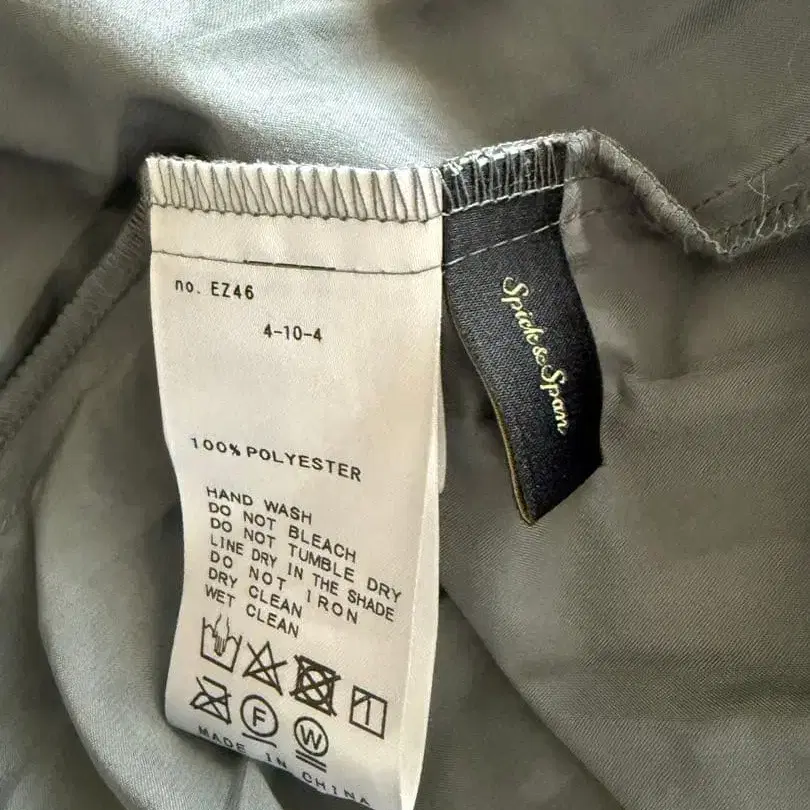 no. EZ46
4-10-4
100% POLYESTER
HAND WASH
DO NOT BLEACH
DO NOT TUMBLE DRY
LINE DRY IN THE SHADE
DO NOT IRON
DRY CLEAN
WET CLEAN
F
W
MADE IN CHINA
Spick & Span